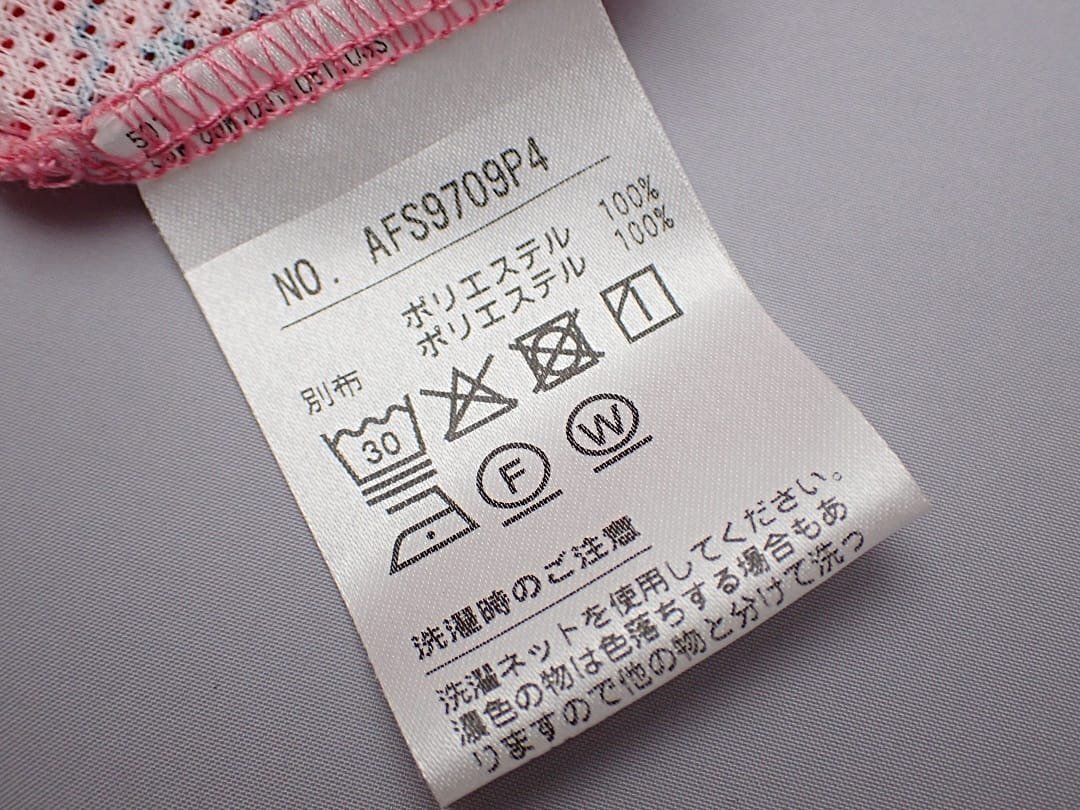 NO. AFS9709P4
ポリエステル 100%
別布 ポリエステル 100%
30
F W
洗濯時のご注意
洗濯ネットを使用してください。
濃色の物は色落ちする場合もあ
りますので他の物と分けて洗っ